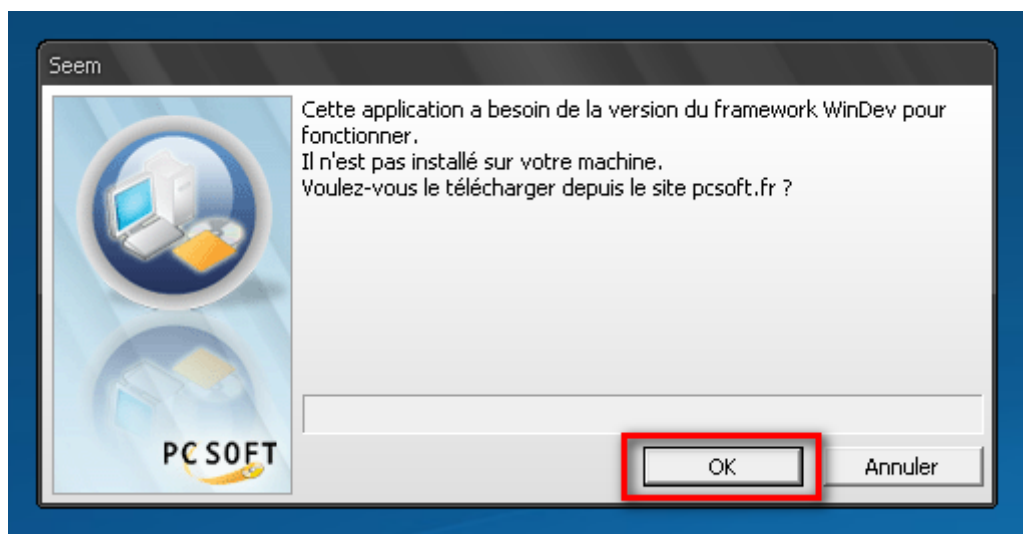 Seem
Cette application a besoin de la version du framework WinDev pour
fonctionner.
Il n'est pas installé sur votre machine.
Voulez-vous le télécharger depuis le site pcsoft.fr ?
PC SOFT
OK
Annuler